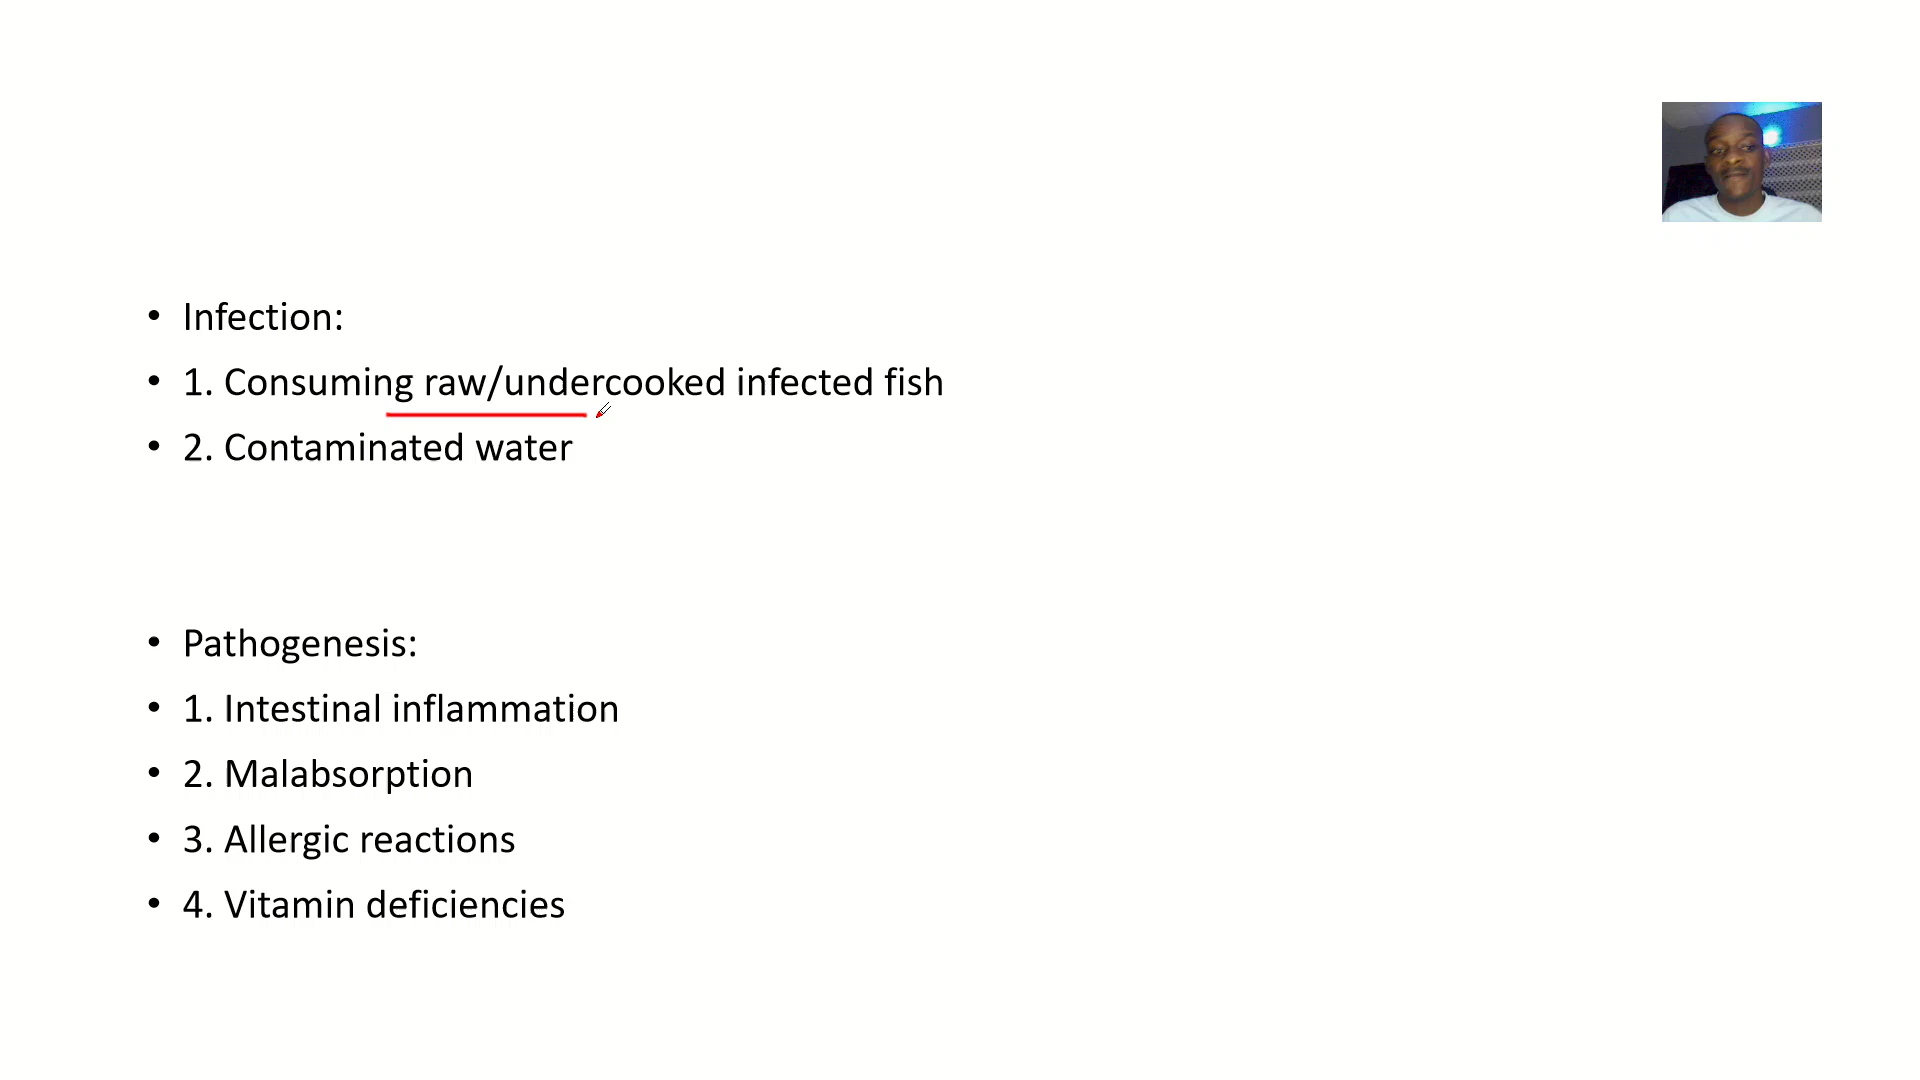 • Infection:
• 1. Consuming raw/undercooked infected fish
• 2. Contaminated water
• Pathogenesis:
• 1. Intestinal inflammation
• 2. Malabsorption
• 3. Allergic reactions
• 4. Vitamin deficiencies